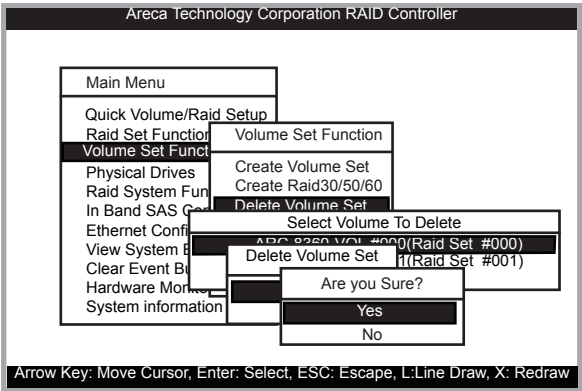 Areca Technology Corporation RAID Controller
Main Menu
Quick Volume/Raid Setup
Raid Set Function
Volume Set Funct
Physical Drives
Raid System Fun
In Band SAS
Ethernet Confi
View System
Clear Event Bu
Hardware
System information
Volume Set Function
Create Volume Set
Create Raid30/50/60
Delete Volume Set
Select Volume To Delete
ARC-8360-VOL #000(Raid Set #000)
1(Raid Set #001)
Delete Volume Set
Are you Sure?
Yes
No
Arrow Key: Move Cursor, Enter: Select, ESC: Escape, L:Line Draw, X: Redraw